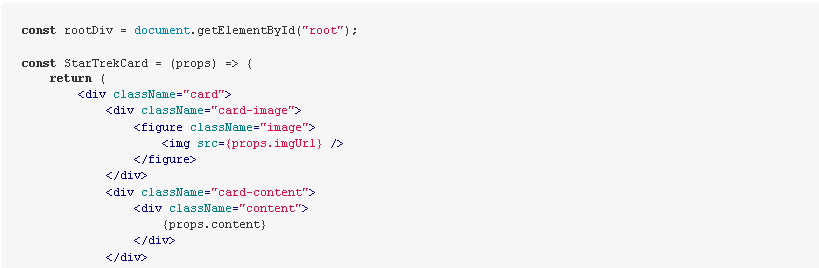 const rootDiv = document.getElementById("root");
const StarTrekCard = (props) => {
    return (
        <div className="card">
            <div className="card-image">
                <figure className="image">
                    <img src={props.imgUrl} />
                </figure>
            </div>
            <div className="card-content">
                <div className="content">
                    {props.content}
                </div>
            </div>